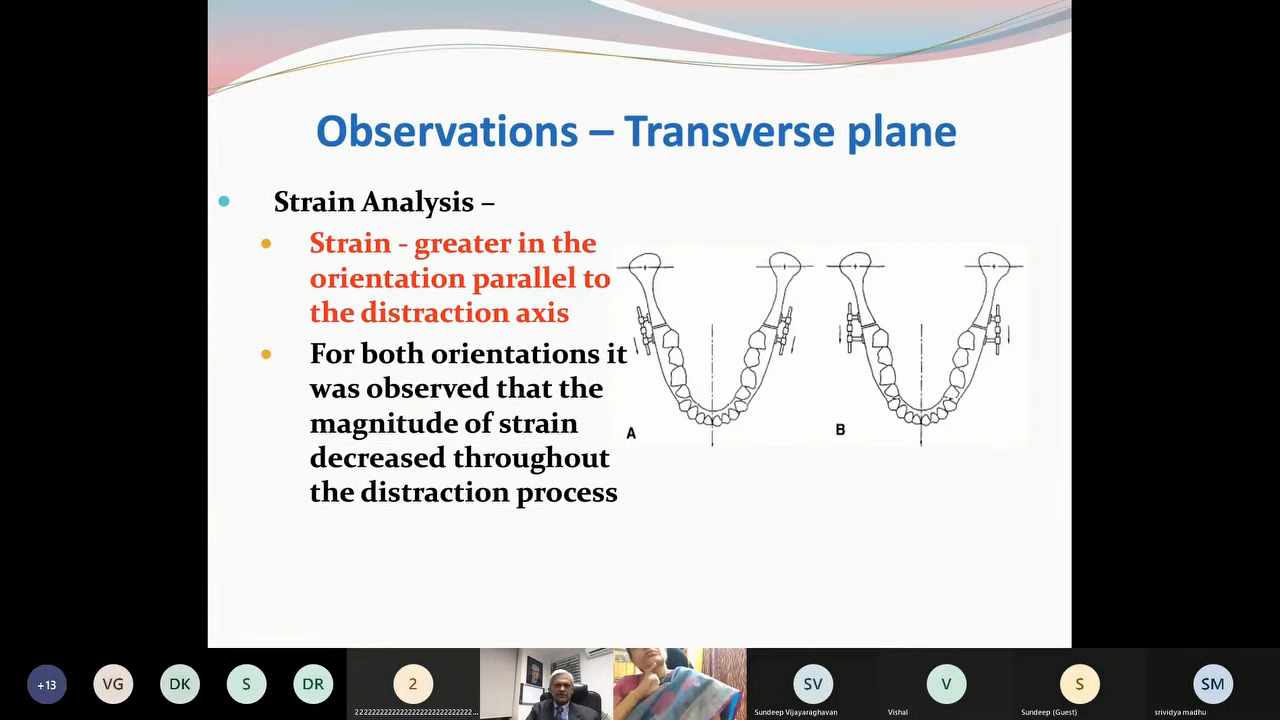 Observations – Transverse plane
Strain Analysis –
Strain - greater in the
orientation parallel to
the distraction axis
For both orientations it
was observed that the
magnitude of strain
decreased throughout
the distraction process
A
B
+13
VG
DK
S
DR
2
SV
V
S
SM
Sundeep Vijayaraghavan
Vishal
Sundeep (Guest)
srividya madhu